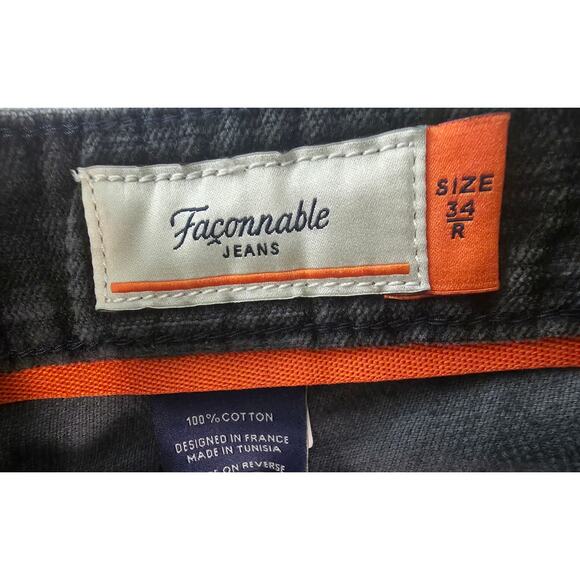 Façonnable
JEANS
SIZE
34
R
100% COTTON
DESIGNED IN FRANCE
MADE IN TUNISIA
ON REVERSE